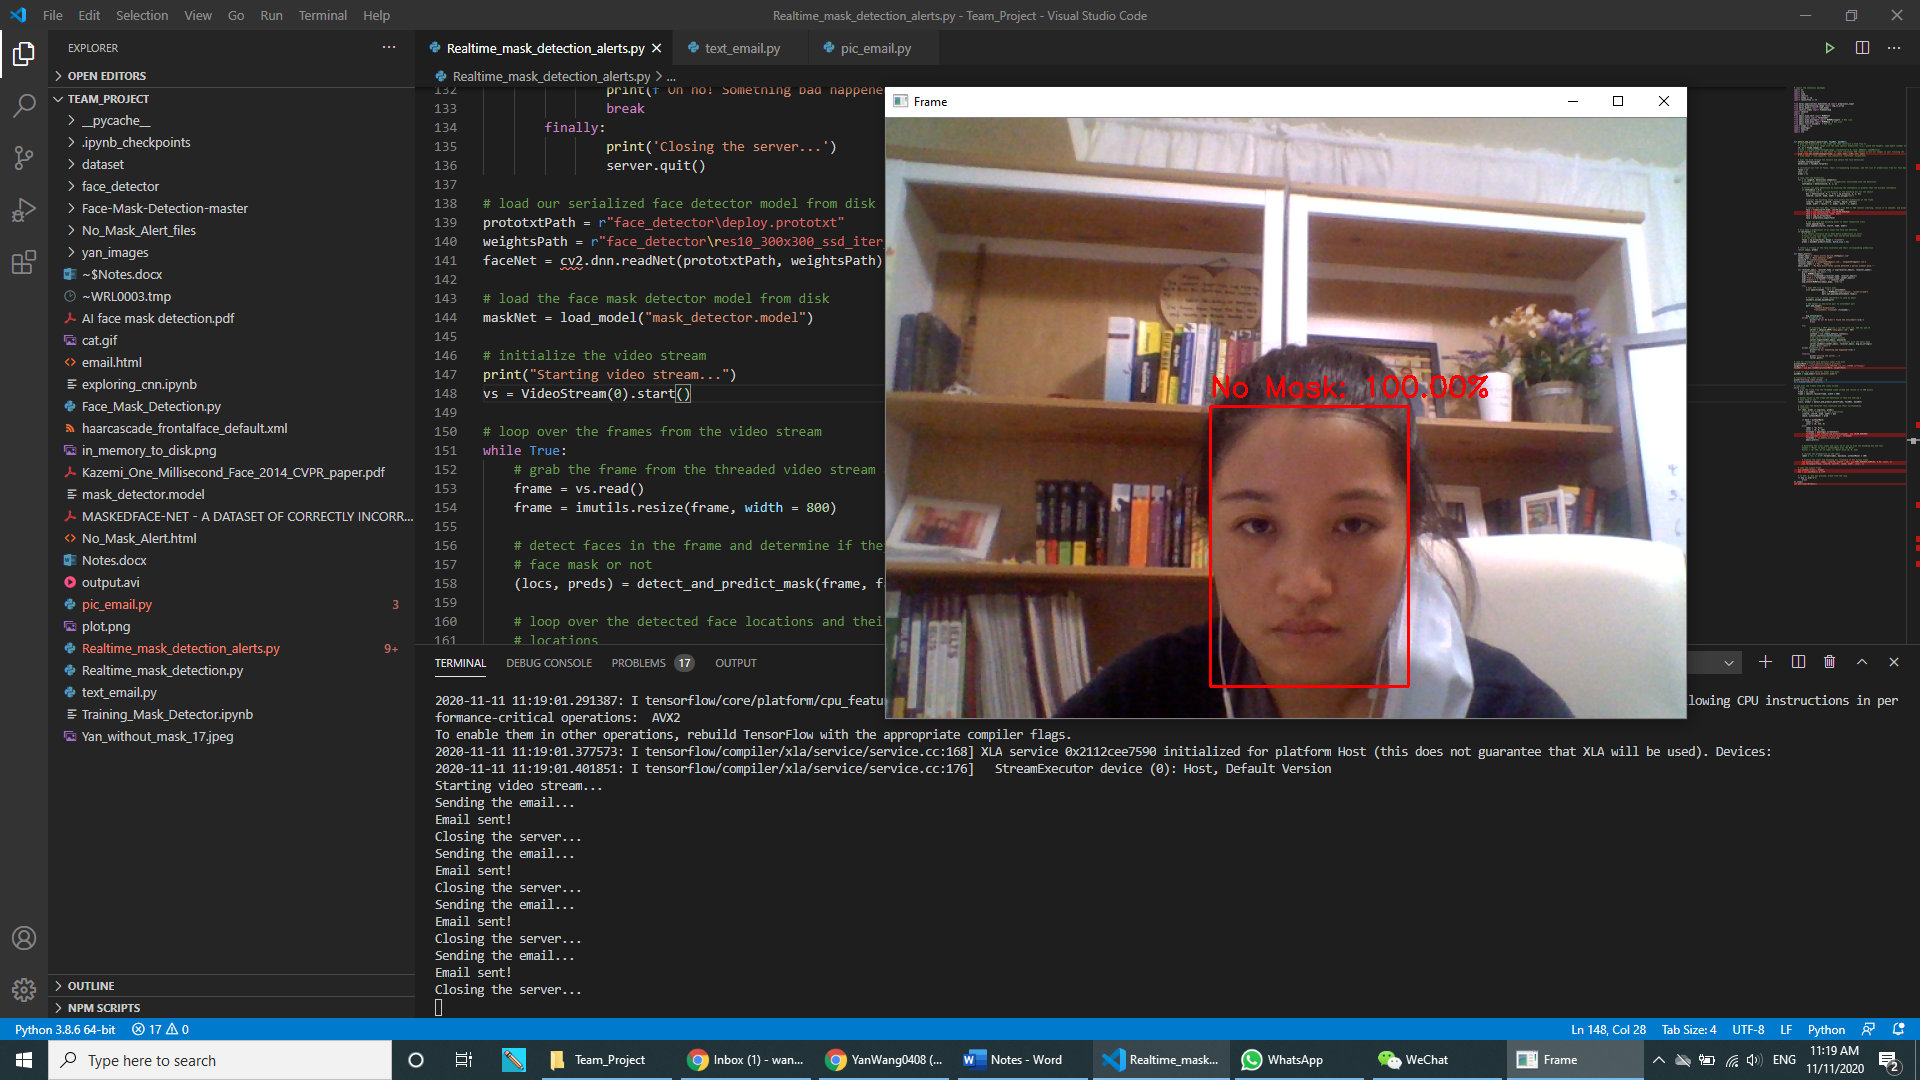 File Edit Selection View Go Run Terminal Help
Realtime_mask_detection_alerts.py - Team_Project - Visual Studio Code
EXPLORER
OPEN EDITORS
TEAM_PROJECT
__pycache__
.ipynb_checkpoints
dataset
face_detector
Face-Mask-Detection-master
No_Mask_Alert_files
yan_images
~$Notes.docx
~WRL0003.tmp
AI face mask detection.pdf
cat.gif
email.html
exploring_cnn.ipynb
Face_Mask_Detection.py
haarcascade_frontalface_default.xml
in_memory_to_disk.png
Kazemi_One_Millisecond_Face_2014_CVPR_paper.pdf
mask_detector.model
MASKEDFACE-NET - A DATASET OF CORRECTLY INCORR...
No_Mask_Alert.html
Notes.docx
output.avi
pic_email.py 3
plot.png
Realtime_mask_detection_alerts.py 9+
Realtime_mask_detection.py
text_email.py
Training_Mask_Detector.ipynb
Yan_without_mask_17.jpeg
OUTLINE
NPM SCRIPTS
Realtime_mask_detection_alerts.py text_email.py pic_email.py
Realtime_mask_detection_alerts.py > ...
132 print(f'Oh no! Something bad happene
133 break
134 finally:
135 print('Closing the server...')
136 server.quit()
137
138 # load our serialized face detector model from disk
139 prototxtPath = r"face_detector\deploy.prototxt"
140 weightsPath = r"face_detector\res10_300x300_ssd_iter
141 faceNet = cv2.dnn.readNet(prototxtPath, weightsPath)
142
143 # load the face mask detector model from disk
144 maskNet = load_model("mask_detector.model")
145
146 # initialize the video stream
147 print("Starting video stream...")
148 vs = VideoStream(0).start()
149
150 # loop over the frames from the video stream
151 while True:
152 # grab the frame from the threaded video stream
153 frame = vs.read()
154 frame = imutils.resize(frame, width = 800)
155
156 # detect faces in the frame and determine if the
157 # face mask or not
158 (locs, preds) = detect_and_predict_mask(frame, f
159
160 # loop over the detected face locations and thei
161 # locations
Frame
No Mask: 100.00%
TERMINAL DEBUG CONSOLE PROBLEMS 17 OUTPUT
2020-11-11 11:19:01.291387: I tensorflow/core/platform/cpu_featu lowing CPU instructions in per
formance-critical operations: AVX2
To enable them in other operations, rebuild TensorFlow with the appropriate compiler flags.
2020-11-11 11:19:01.377573: I tensorflow/compiler/xla/service/service.cc:168] XLA service 0x2112cee7590 initialized for platform Host (this does not guarantee that XLA will be used). Devices:
2020-11-11 11:19:01.401851: I tensorflow/compiler/xla/service/service.cc:176] StreamExecutor device (0): Host, Default Version
Starting video stream...
Sending the email...
Email sent!
Closing the server...
Sending the email...
Email sent!
Closing the server...
Sending the email...
Email sent!
Closing the server...
Sending the email...
Email sent!
Closing the server...
Python 3.8.6 64-bit 17 0
Ln 148, Col 28 Tab Size: 4 UTF-8 LF Python
Type here to search
Team_Project
Inbox (1) - wan...
YanWang0408 (...
Notes - Word
Realtime_mask...
WhatsApp
WeChat
Frame
ENG
11:19 AM
11/11/2020
2